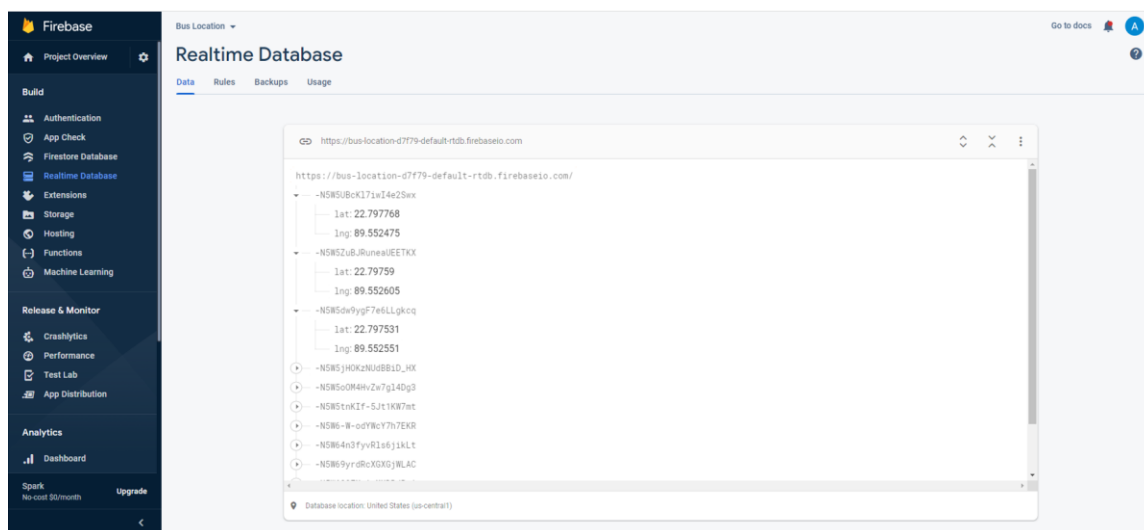 Firebase
Project Overview
Build
Authentication
App Check
Firestore Database
Realtime Database
Extensions
Storage
Hosting
Functions
Machine Learning
Release & Monitor
Crashlytics
Performance
Test Lab
App Distribution
Analytics
Dashboard
Spark
No-cost $0/month
Upgrade
Bus Location
Go to docs
A
Realtime Database
Data Rules Backups Usage
https://bus-location-d7f79-default-rtdb.firebaseio.com
https://bus-location-d7f79-default-rtdb.firebaseio.com/
-N5W5UBcKl7iwI4e2Swx
lat: 22.797768
lng: 89.552475
-N5W5ZuBJRuneaUEETKX
lat: 22.79759
lng: 89.552605
-N5W5dw9ygF7e6LLgkcq
lat: 22.797531
lng: 89.552551
-N5W5jHOKzNUdBBiD_HX
-N5W5oOM4HvZw7gl4Dg3
-N5W5tnKIf-5Jt1KW7mt
-N5W6-W-odYWcY7h7EKR
-N5W64n3fyvRls6jikLt
-N5W69yrdRcXGXGjWLAC
Database location: United States (us-central1)